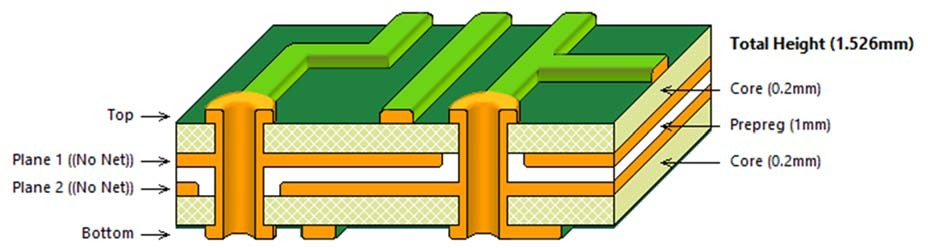 Total Height (1.526mm)
Top
Core (0.2mm)
Prepreg (1mm)
Plane 1 ((No Net))
Core (0.2mm)
Plane 2 ((No Net))
Bottom